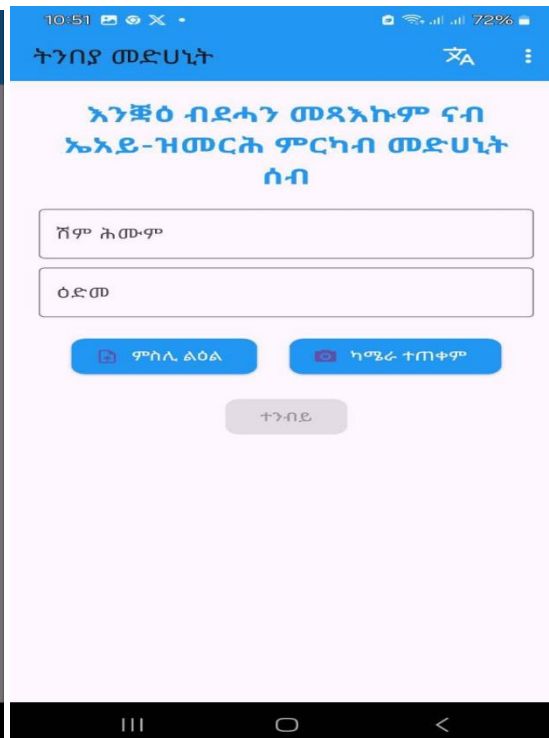 10:51 72%
ትንበያ መድሀኒት
እንቋዕ ብደሓን መጻእኩም ናብ
ኤአይ-ዝመርሕ ምርካብ መድሀኒት
ሰብ
ሽም ሕሙም
ዕድመ
ምስሊ ልዕል
ካሜራ ተጠቀም
ተንብይ